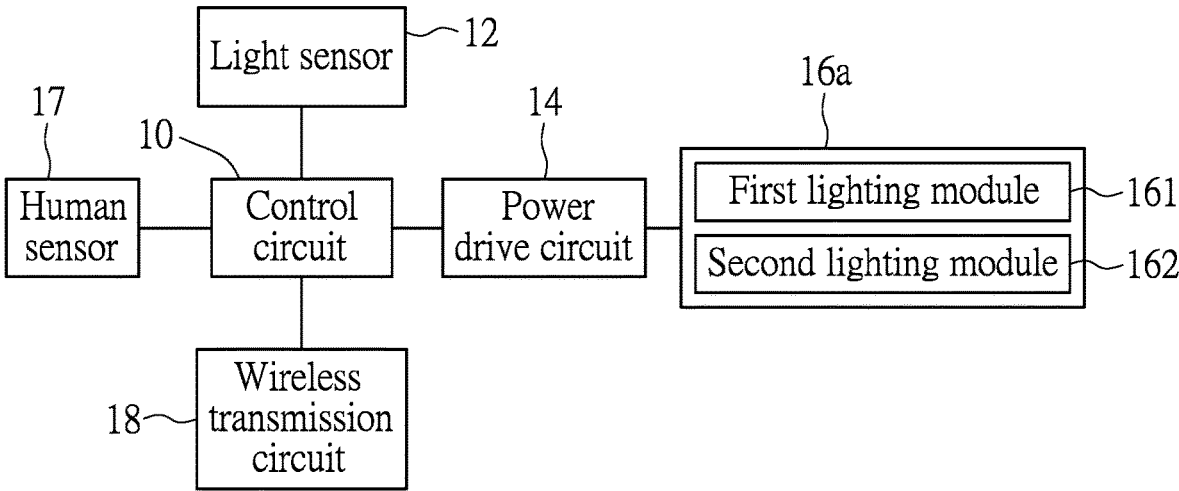 Light sensor
12
16a
17
14
10
Human
sensor
Control
circuit
Power
drive circuit
First lighting module
161
Second lighting module
162
Wireless
transmission
circuit
18